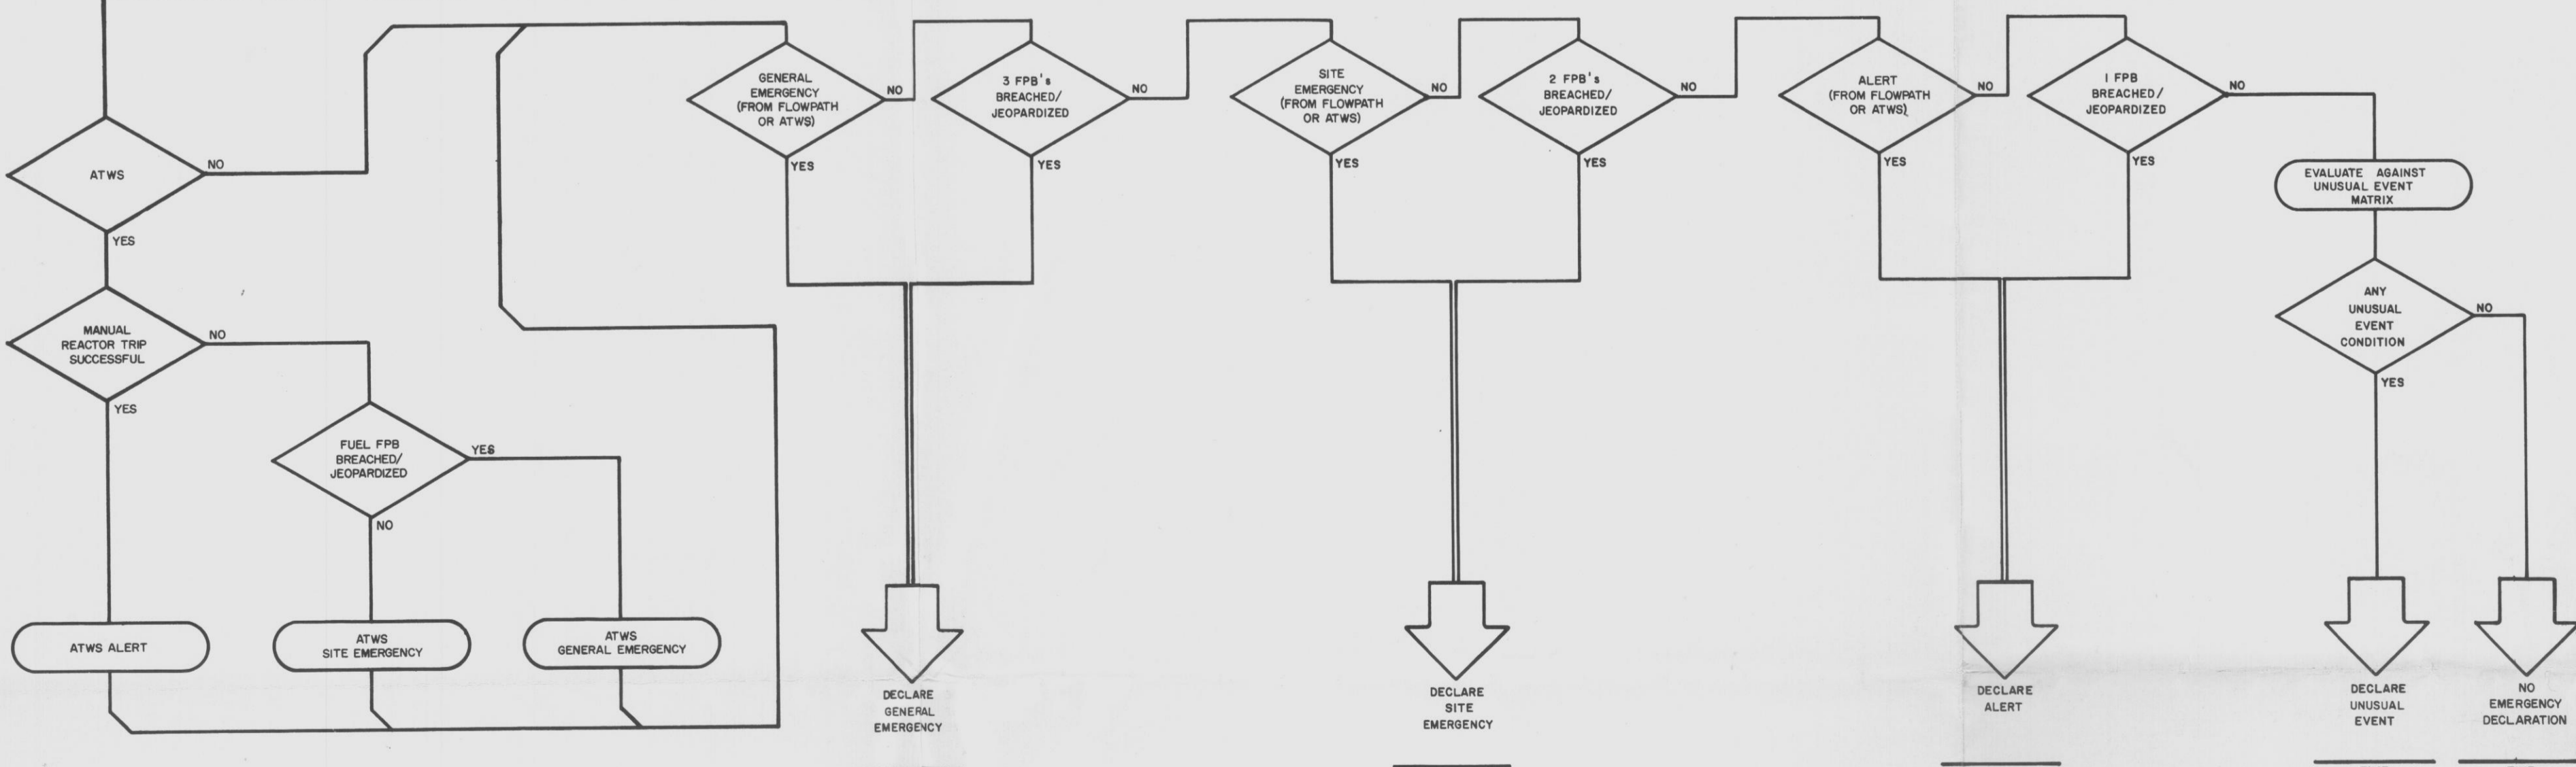 ATWS
NO
YES
MANUAL
REACTOR TRIP
SUCCESSFUL
NO
YES
FUEL FPB
BREACHED/
JEOPARDIZED
YES
NO
ATWS ALERT
ATWS
SITE EMERGENCY
ATWS
GENERAL EMERGENCY
GENERAL
EMERGENCY
(FROM FLOWPATH
OR ATWS)
NO
YES
3 FPB's
BREACHED/
JEOPARDIZED
NO
YES
DECLARE
GENERAL
EMERGENCY
SITE
EMERGENCY
(FROM FLOWPATH
OR ATWS)
NO
YES
2 FPB's
BREACHED/
JEOPARDIZED
NO
YES
DECLARE
SITE
EMERGENCY
ALERT
(FROM FLOWPATH
OR ATWS)
NO
YES
1 FPB
BREACHED/
JEOPARDIZED
NO
YES
DECLARE
ALERT
EVALUATE AGAINST
UNUSUAL EVENT
MATRIX
ANY
UNUSUAL
EVENT
CONDITION
NO
YES
DECLARE
UNUSUAL
EVENT
NO
EMERGENCY
DECLARATION